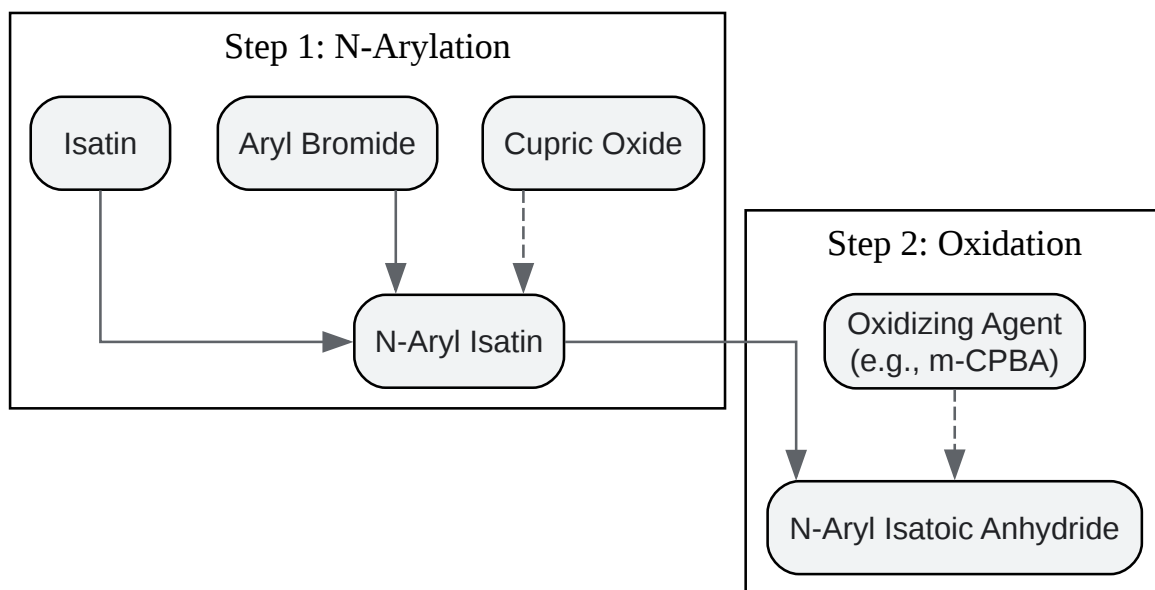 Step 1: N-Arylation
Isatin
Aryl Bromide
Cupric Oxide
N-Aryl Isatin
Step 2: Oxidation
Oxidizing Agent
(e.g., m-CPBA)
N-Aryl Isatoic Anhydride